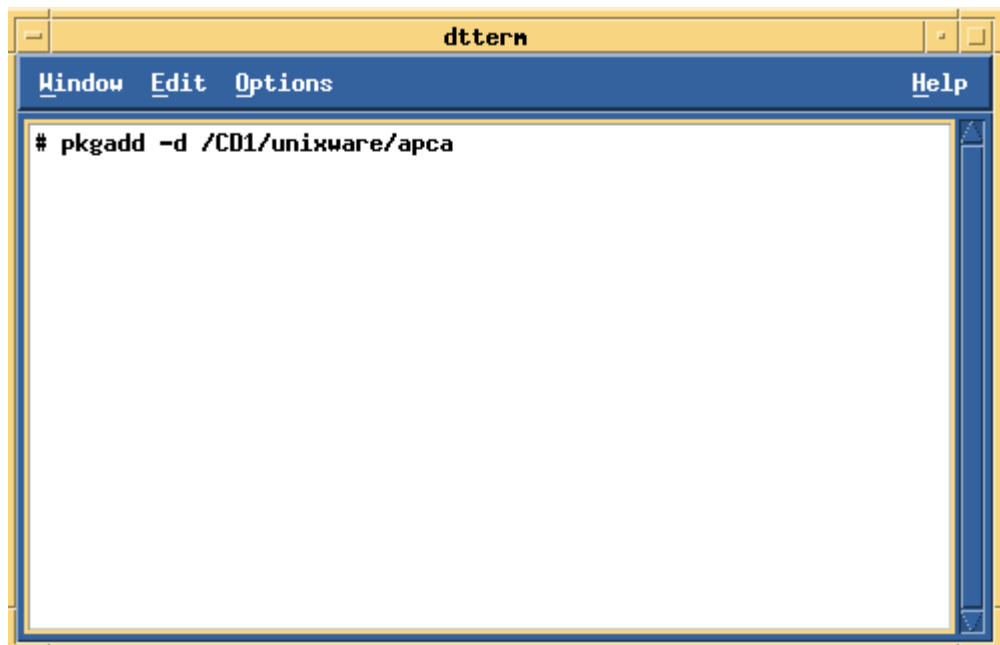 dtterm
Window Edit Options Help
# pkgadd -d /CD1/unixware/apca